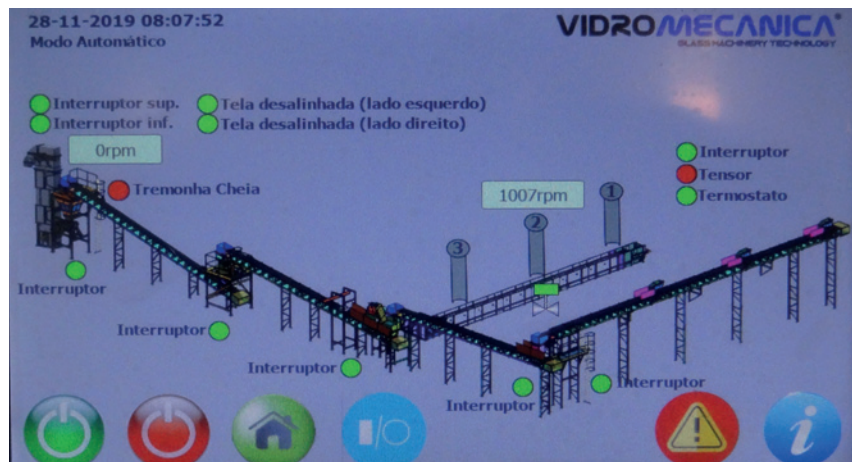 28-11-2019 08:07:52
Modo Automático
VIDROMECANICA
GLASS MACHINERY TECHNOLOGY
Interruptor sup.
Tela desalinhada (lado esquerdo)
Interruptor inf.
Tela desalinhada (lado direito)
0rpm
Tremonha Cheia
Interruptor
Tensor
Termostato
1007rpm
1
2
3
Interruptor
Interruptor
Interruptor
Interruptor
Interruptor